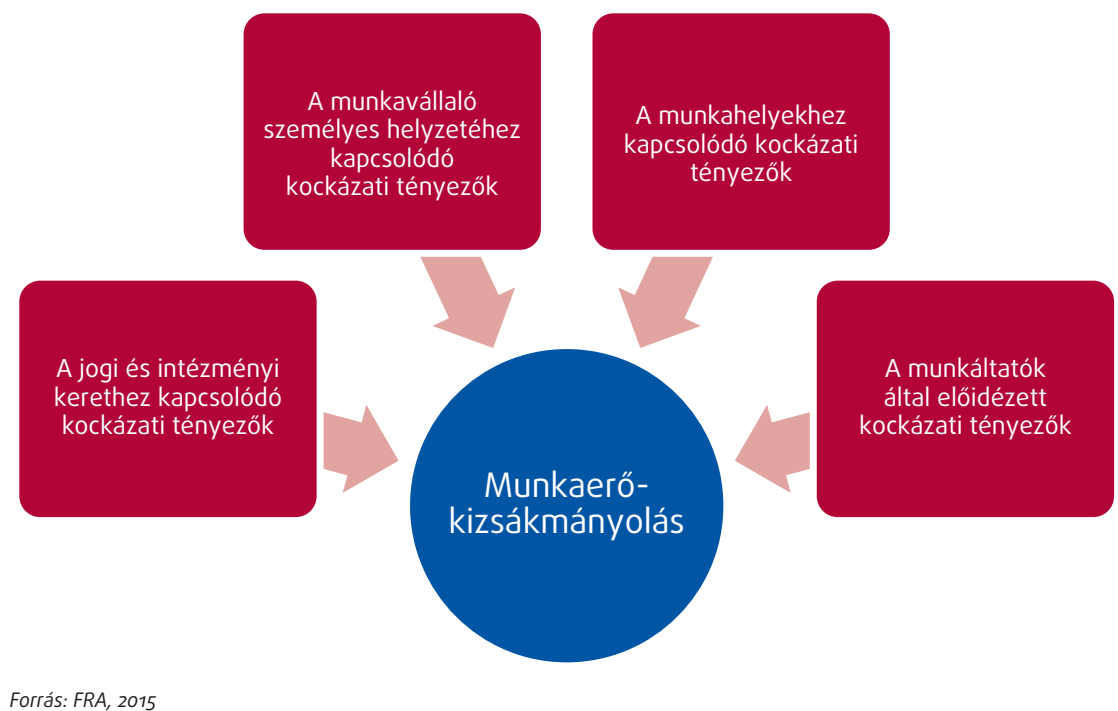 A munkavállaló
személyes helyzetéhez
kapcsolódó
kockázati tényezők
A munkahelyekhez
kapcsolódó kockázati
tényezők
A jogi és intézményi
kerethez kapcsolódó
kockázati tényezők
A munkáltatók
által előidézett
kockázati tényezők
Munkaerő-
kizsákmányolás
Forrás: FRA, 2015